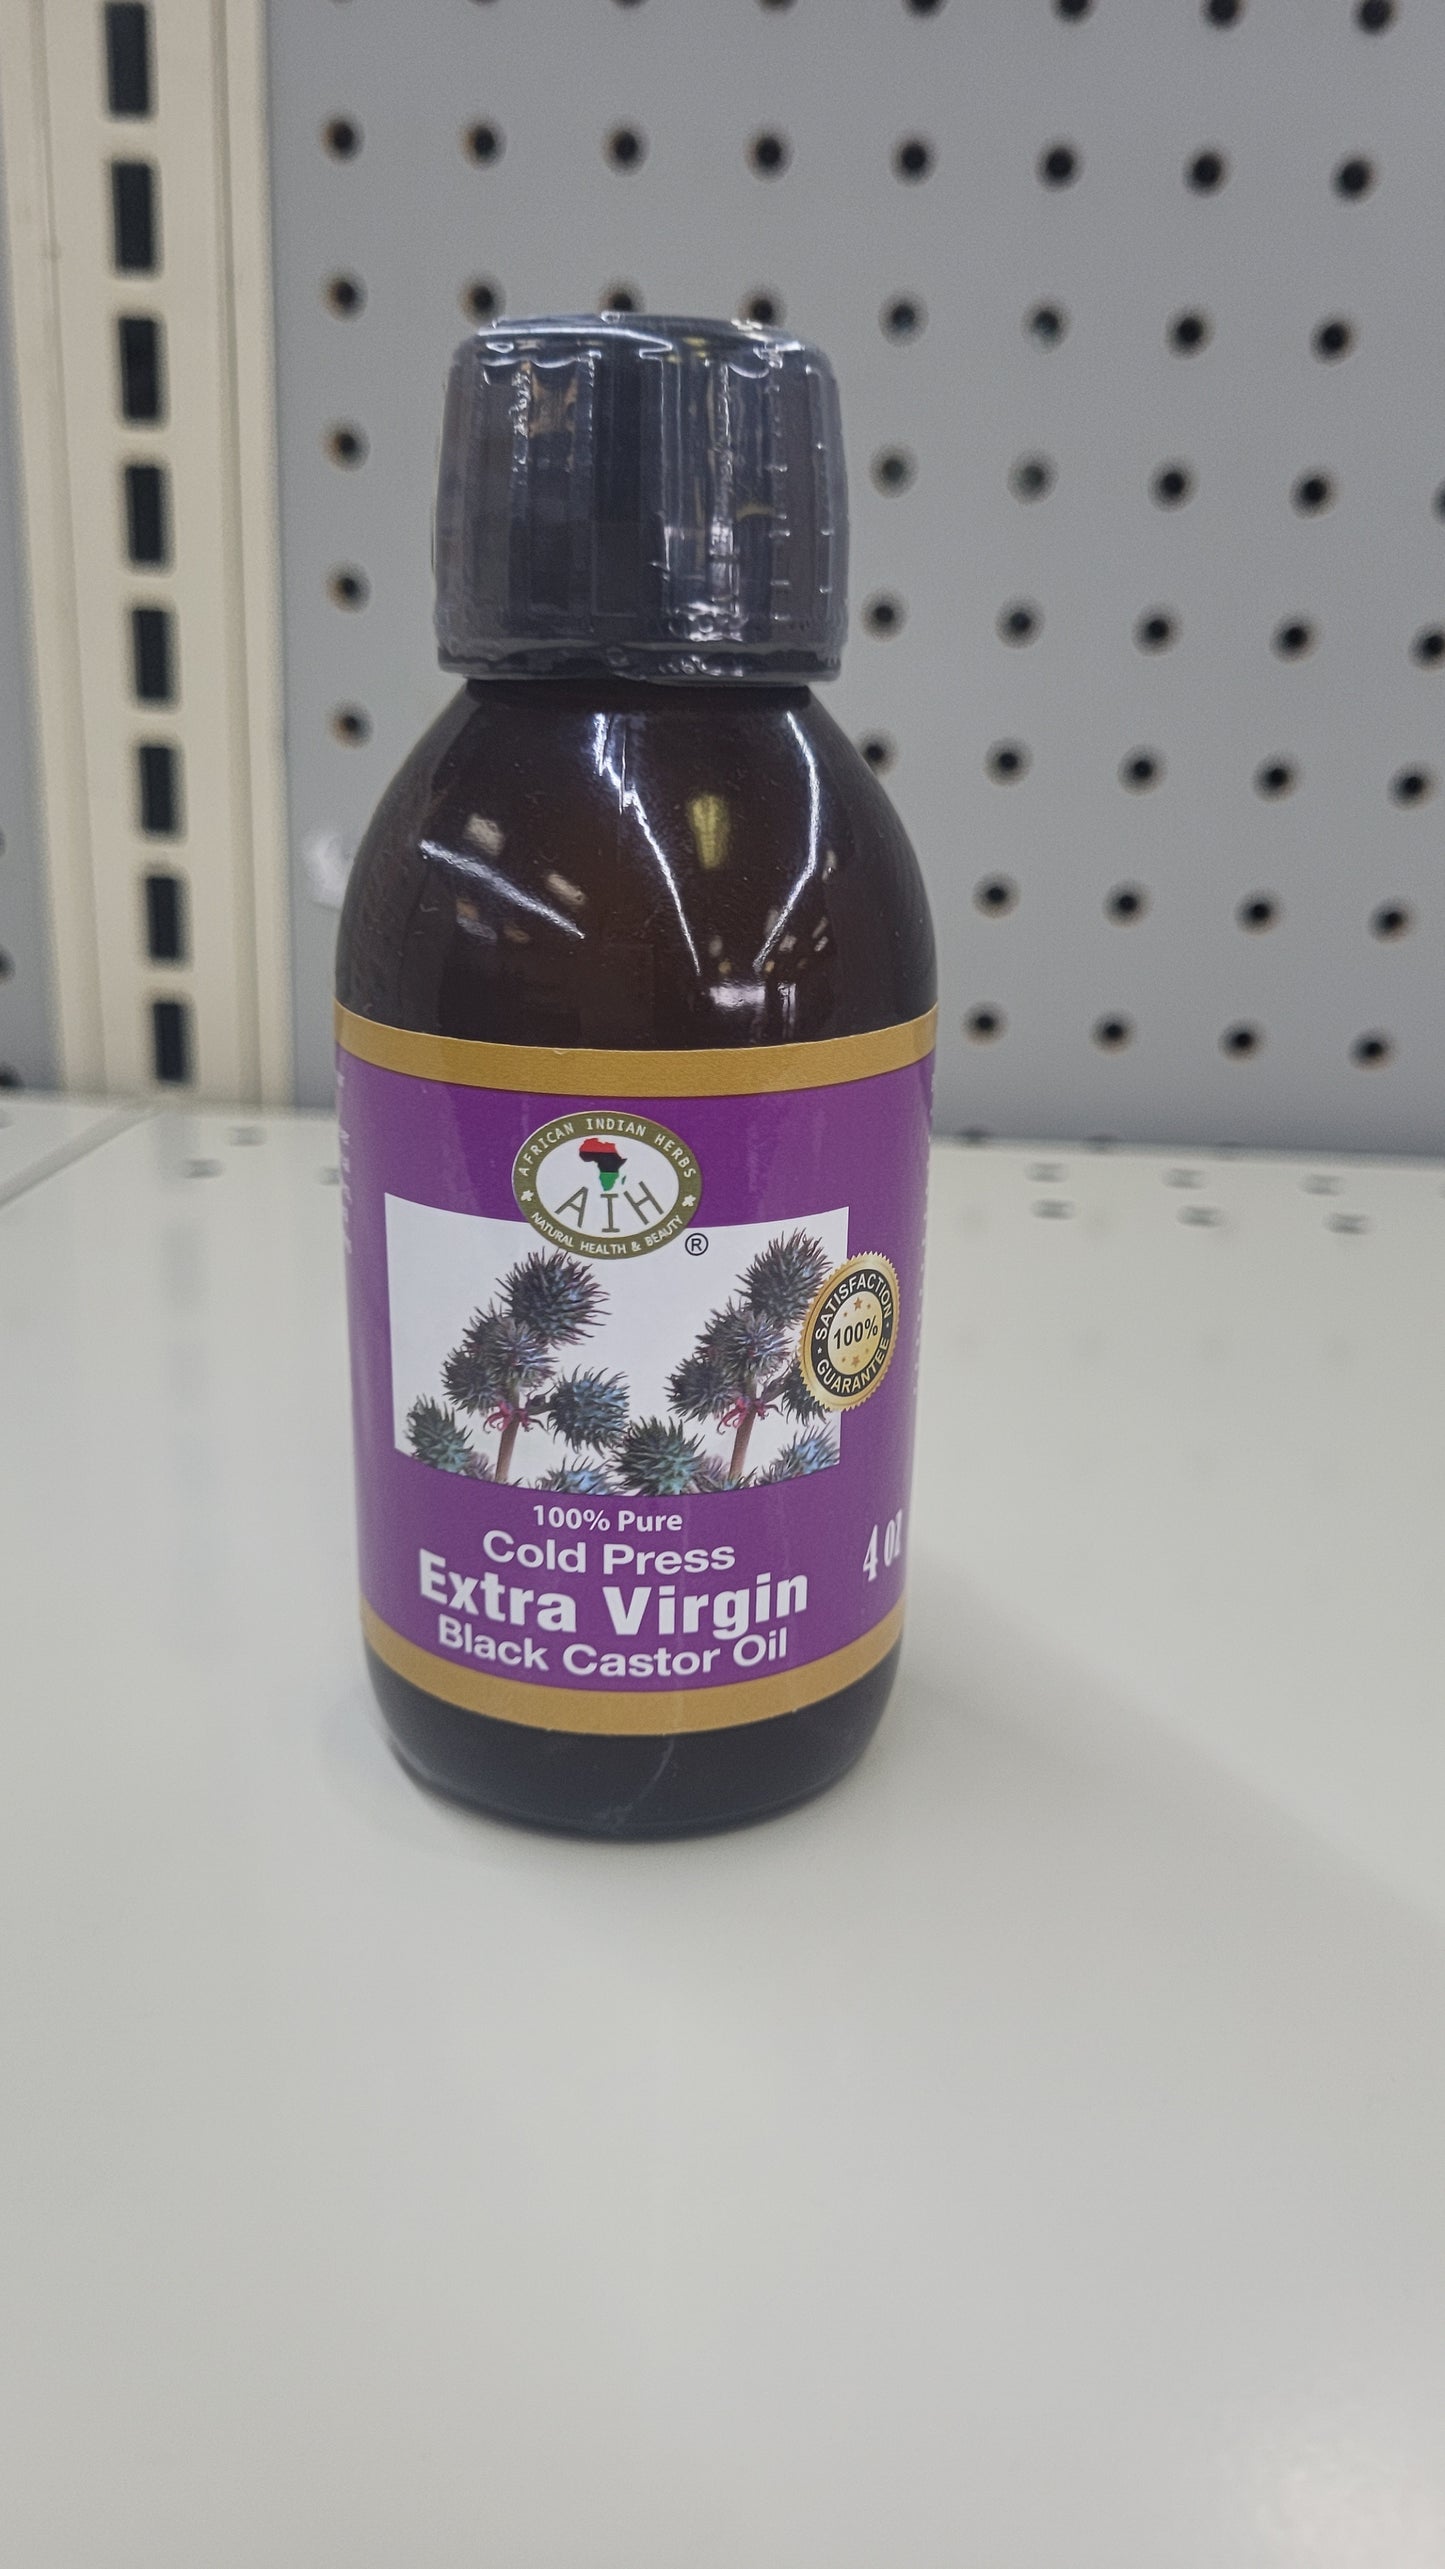 AFRICAN INDIAN HERBS
AIH
NATURAL HEALTH & BEAUTY
®
SATISFACTION
100%
GUARANTEE
100% Pure
Cold Press
Extra Virgin
Black Castor Oil
4 oz